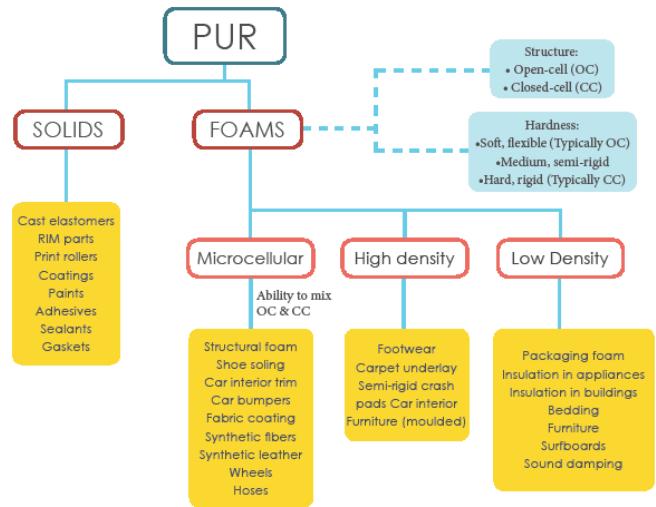 PUR
Structure:
• Open-cell (OC)
• Closed-cell (CC)
SOLIDS
FOAMS
Hardness:
•Soft, flexible (Typically OC)
•Medium, semi-rigid
•Hard, rigid (Typically CC)
Cast elastomers
RIM parts
Print rollers
Coatings
Paints
Adhesives
Sealants
Gaskets
Microcellular
High density
Low Density
Ability to mix
OC & CC
Structural foam
Shoe soling
Car interior trim
Car bumpers
Fabric coating
Synthetic fibers
Synthetic leather
Wheels
Hoses
Footwear
Carpet underlay
Semi-rigid crash
pads Car interior
Furniture (moulded)
Packaging foam
Insulation in appliances
Insulation in buildings
Bedding
Furniture
Surfboards
Sound damping